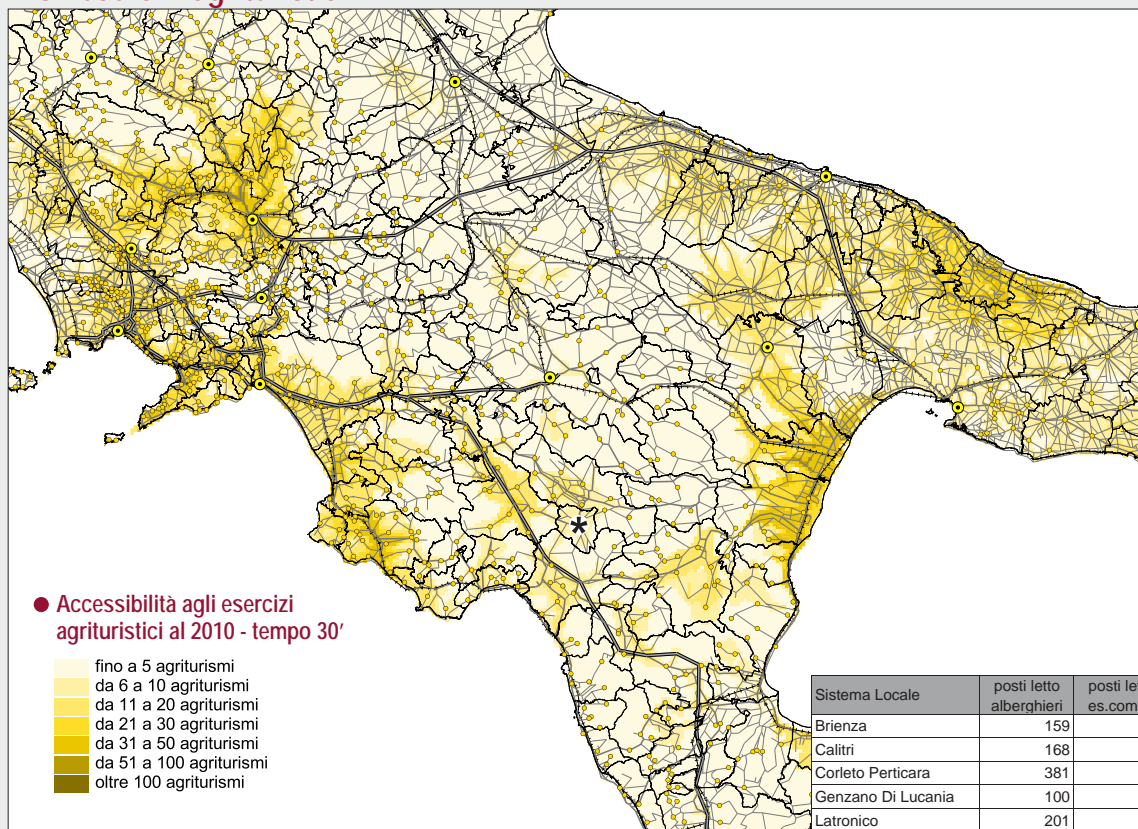 ● Accessibilità agli esercizi
agrituristici al 2010 - tempo 30'
fino a 5 agriturismi
da 6 a 10 agriturismi
da 11 a 20 agriturismi
da 21 a 30 agriturismi
da 31 a 50 agriturismi
da 51 a 100 agriturismi
oltre 100 agriturismi
*
Sistema Locale posti letto alberghieri
Brienza 159
Calitri 168
Corleto Perticara 381
Genzano Di Lucania 100
Latronico 201